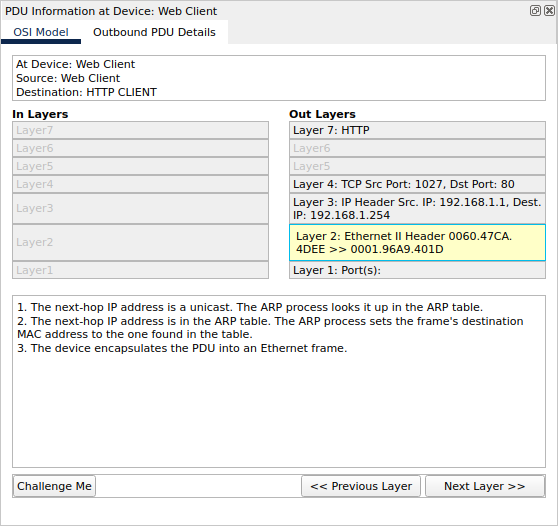 PDU Information at Device: Web Client
OSI Model
Outbound PDU Details
At Device: Web Client
Source: Web Client
Destination: HTTP CLIENT
In Layers
Layer7
Layer6
Layer5
Layer4
Layer3
Layer2
Layer1
Out Layers
Layer 7: HTTP
Layer6
Layer5
Layer 4: TCP Src Port: 1027, Dst Port: 80
Layer 3: IP Header Src. IP: 192.168.1.1, Dest.
IP: 192.168.1.254
Layer 2: Ethernet II Header 0060.47CA.
4DEE >> 0001.96A9.401D
Layer 1: Port(s):
1. The next-hop IP address is a unicast. The ARP process looks it up in the ARP table.
2. The next-hop IP address is in the ARP table. The ARP process sets the frame's destination
MAC address to the one found in the table.
3. The device encapsulates the PDU into an Ethernet frame.
Challenge Me
<< Previous Layer
Next Layer >>